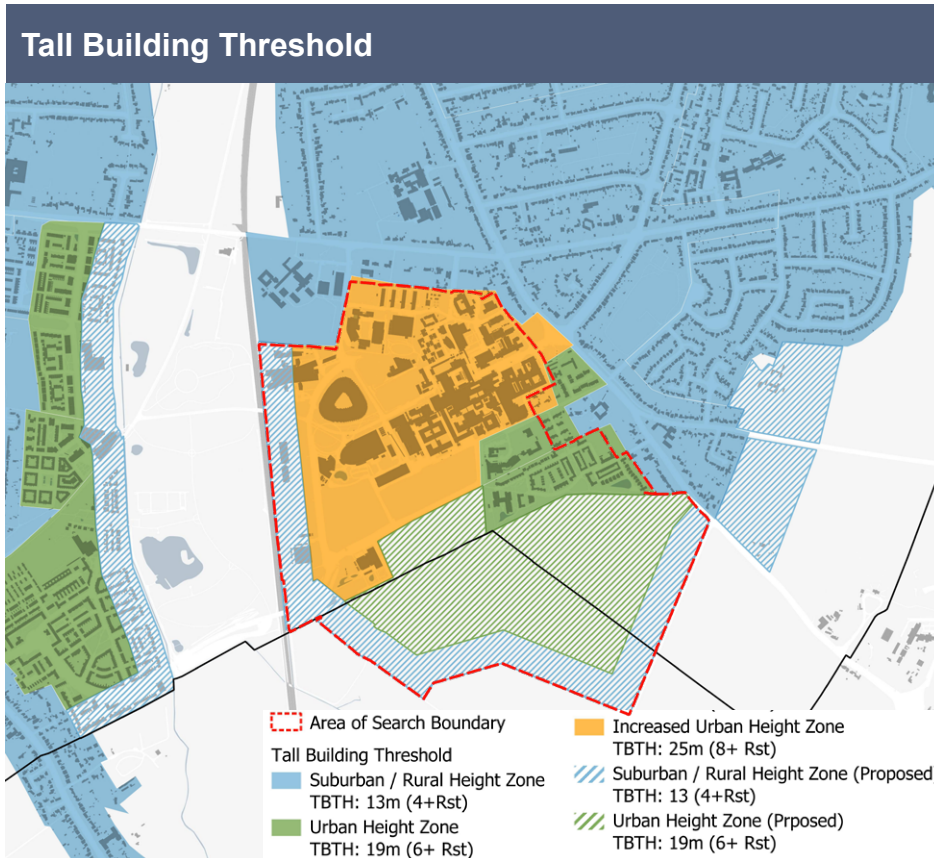 Tall Building Threshold
Area of Search Boundary
Tall Building Threshold
Suburban / Rural Height Zone
TBTH: 13m (4+Rst)
Urban Height Zone
TBTH: 19m (6+ Rst)
Increased Urban Height Zone
TBTH: 25m (8+ Rst)
Suburban / Rural Height Zone (Proposed
TBTH: 13 (4+Rst)
Urban Height Zone (Prposed)
TBTH: 19m (6+ Rst)